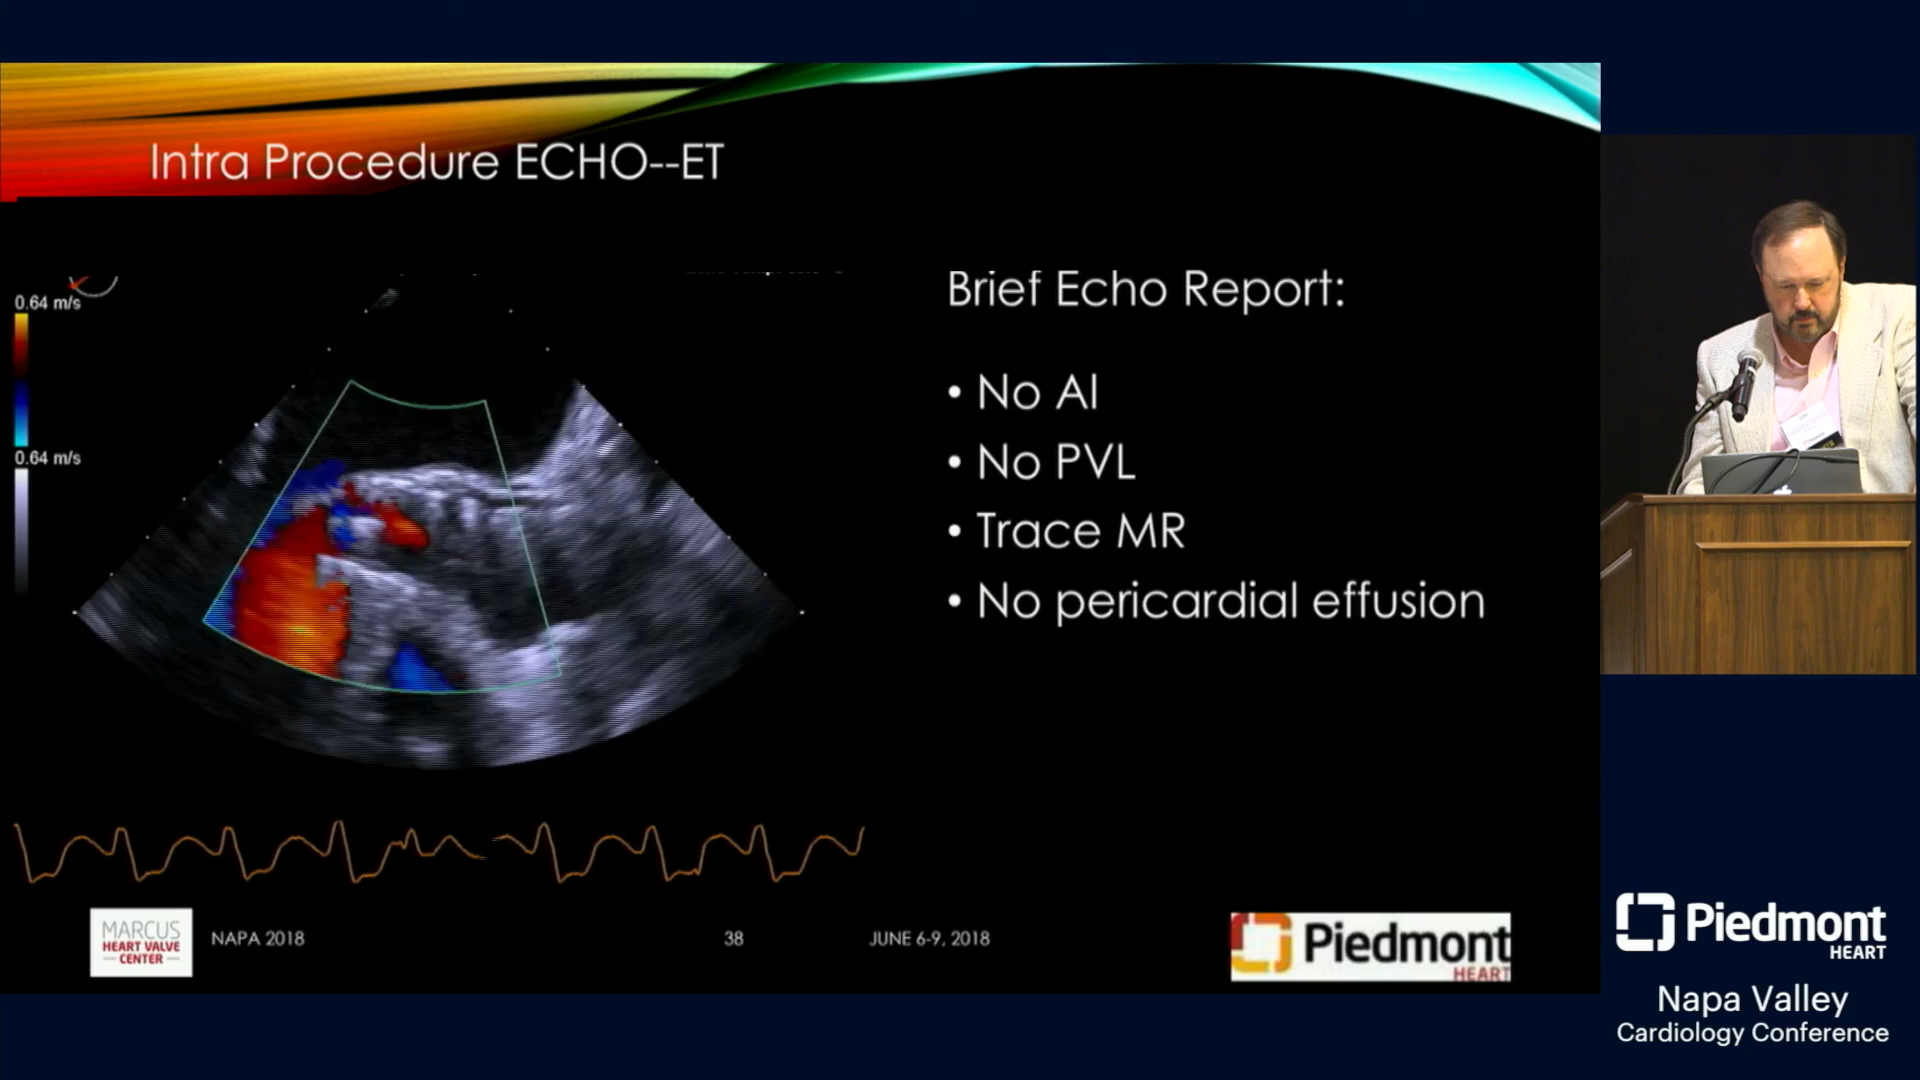 Intra Procedure ECHO--ET
0.64 m/s
0.64 m/s
Brief Echo Report:
• No AI
• No PVL
• Trace MR
• No pericardial effusion
MARCUS
HEART VALVE
CENTER
NAPA 2018
38
JUNE 6-9, 2018
Piedmont
HEART
Piedmont
HEART
Napa Valley
Cardiology Conference